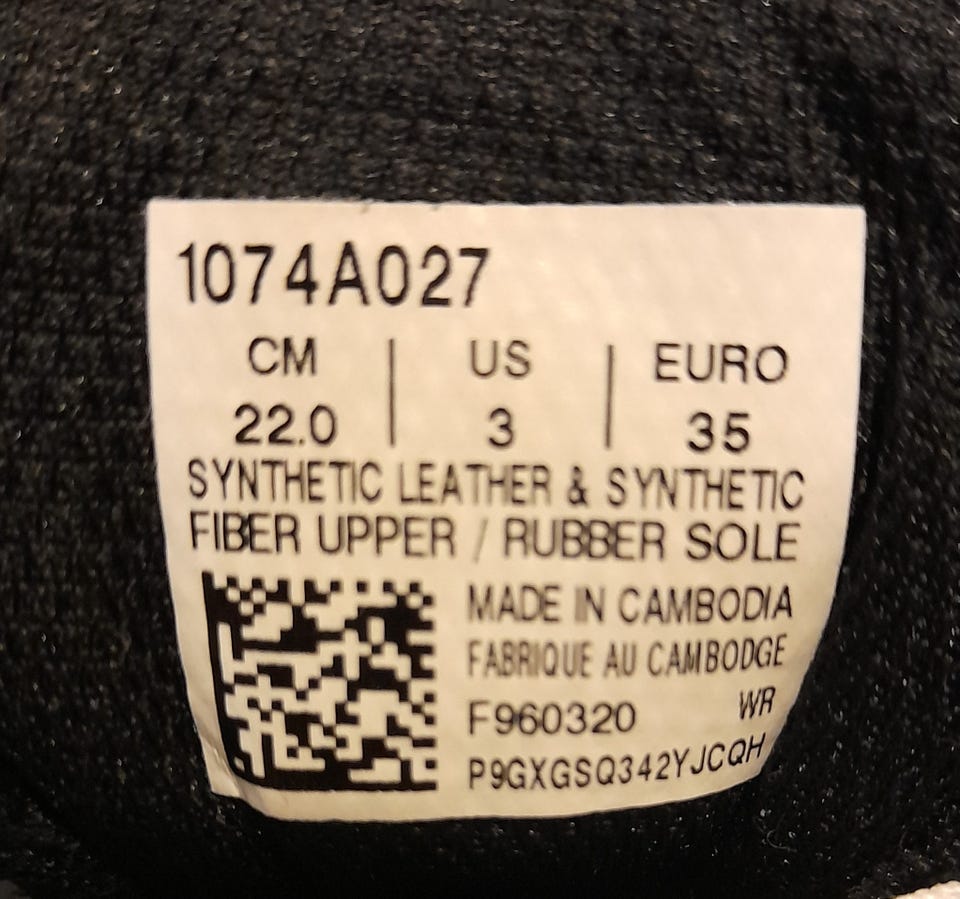 1074A027
CM | US | EURO
22.0 | 3 | 35
SYNTHETIC LEATHER & SYNTHETIC
FIBER UPPER / RUBBER SOLE
MADE IN CAMBODIA
FABRIQUE AU CAMBODGE
F960320 WR
P9GXGSQ342YJCQH